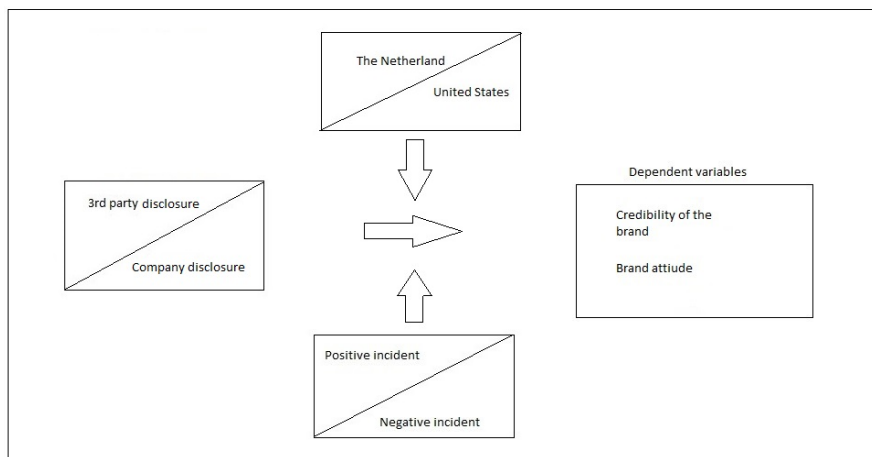 The Netherland
United States
3rd party disclosure
Company disclosure
Dependent variables
Credibility of the
brand
Brand attiude
Positive incident
Negative incident